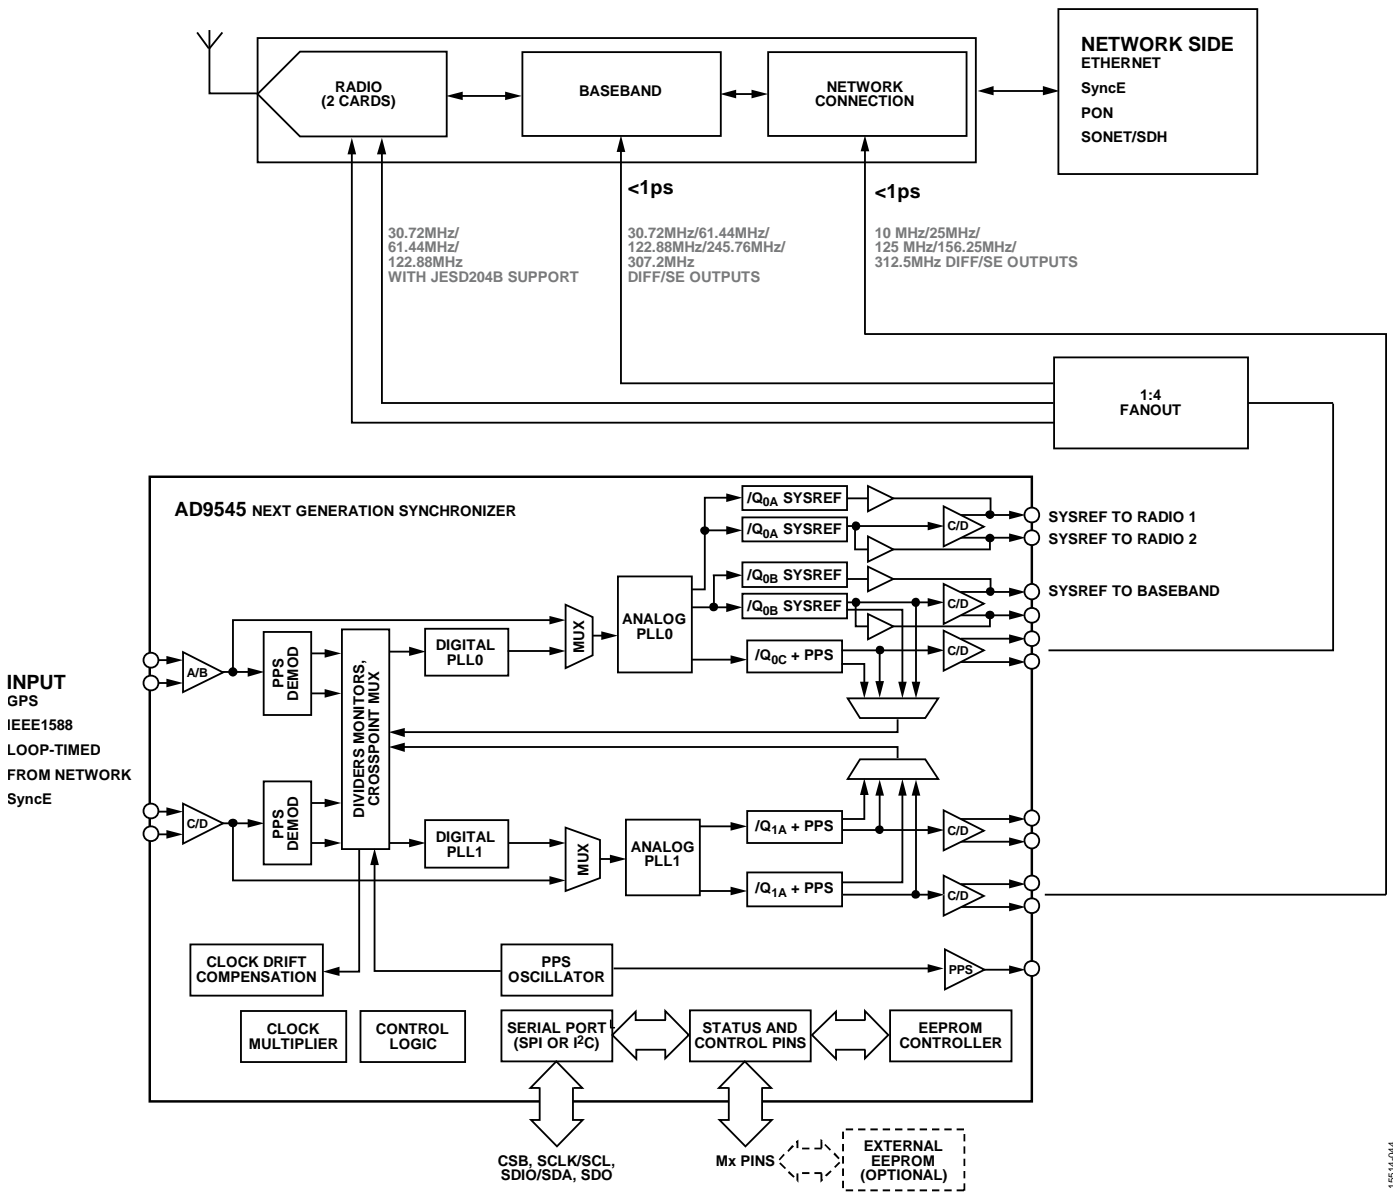 NETWORK SIDE
ETHERNET
SyncE
PON
SONET/SDH
RADIO
(2 CARDS)
BASEBAND
NETWORK
CONNECTION
<1ps
<1ps
30.72MHz/
61.44MHz/
122.88MHz
WITH JESD204B SUPPORT
30.72MHz/61.44MHz/
122.88MHz/245.76MHz/
307.2MHz
DIFF/SE OUTPUTS
10 MHz/25MHz/
125 MHz/156.25MHz/
312.5MHz DIFF/SE OUTPUTS
1:4
FANOUT
AD9545 NEXT GENERATION SYNCHRONIZER
/Q0A SYSREF
/Q0A SYSREF
C/D
SYSREF TO RADIO 1
SYSREF TO RADIO 2
/Q0B SYSREF
/Q0B SYSREF
C/D
SYSREF TO BASEBAND
/Q0C + PPS
C/D
INPUT
GPS
IEEE1588
LOOP-TIMED
FROM NETWORK
SyncE
A/B
PPS
DEMOD
DIVIDERS MONITORS,
CROSSPOINT MUX
DIGITAL
PLL0
MUX
ANALOG
PLL0
C/D
PPS
DEMOD
DIGITAL
PLL1
MUX
ANALOG
PLL1
/Q1A + PPS
C/D
/Q1A + PPS
C/D
CLOCK DRIFT
COMPENSATION
PPS
OSCILLATOR
PPS
CLOCK
MULTIPLIER
CONTROL
LOGIC
SERIAL PORT
(SPI OR I2C)
STATUS AND
CONTROL PINS
EEPROM
CONTROLLER
CSB, SCLK/SCL,
SDIO/SDA, SDO
Mx PINS
EXTERNAL
EEPROM
(OPTIONAL)
15514-044